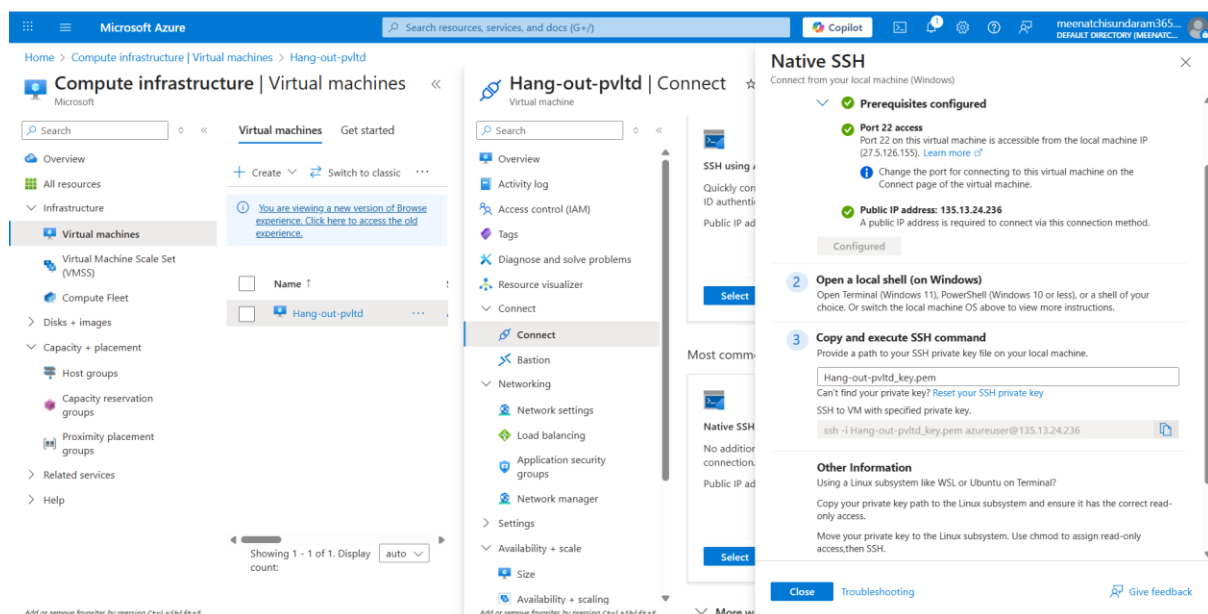 Microsoft Azure
Search resources, services, and docs (G+/)
Copilot
1
meenatchisundaram365...
DEFAULT DIRECTORY (MEENATC...
Home > Compute infrastructure | Virtual machines > Hang-out-pvltd
Compute infrastructure | Virtual machines
Microsoft
Search
Overview
All resources
Infrastructure
Virtual machines
Virtual Machine Scale Set
(VMSS)
Compute Fleet
Disks + images
Capacity + placement
Host groups
Capacity reservation
groups
Proximity placement
groups
Related services
Help
Add or remove favorites by pressing Ctrl+Shift+F
Virtual machines Get started
Create Switch to classic ...
You are viewing a new version of Browse
experience. Click here to access the old
experience.
Name ↑
Hang-out-pvltd ...
Showing 1 - 1 of 1. Display auto
count:
Hang-out-pvltd | Connect
Virtual machine
Search
Overview
Activity log
Access control (IAM)
Tags
Diagnose and solve problems
Resource visualizer
Connect
Connect
Bastion
Networking
Network settings
Load balancing
Application security
groups
Network manager
Settings
Availability + scale
Size
Availability + scaling
Add or remove favorites by pressing Ctrl+Shift+F
SSH using
Quickly con
ID authenti
Public IP ad
Select
Most comm
Native SSH
No addition
connection.
Public IP ad
Select
Native SSH
Connect from your local machine (Windows)
Prerequisites configured
Port 22 access
Port 22 on this virtual machine is accessible from the local machine IP
(27.5.126.155). Learn more
Change the port for connecting to this virtual machine on the
Connect page of the virtual machine.
Public IP address: 135.13.24.236
A public IP address is required to connect via this connection method.
Configured
2 Open a local shell (on Windows)
Open Terminal (Windows 11), PowerShell (Windows 10 or less), or a shell of your
choice. Or switch the local machine OS above to view more instructions.
3 Copy and execute SSH command
Provide a path to your SSH private key file on your local machine.
Hang-out-pvltd_key.pem
Can't find your private key? Reset your SSH private key
SSH to VM with specified private key.
ssh -i Hang-out-pvltd_key.pem azureuser@135.13.24.236
Other Information
Using a Linux subsystem like WSL or Ubuntu on Terminal?
Copy your private key path to the Linux subsystem and ensure it has the correct read-
only access.
Move your private key to the Linux subsystem. Use chmod to assign read-only
access,then SSH.
Close Troubleshooting Give feedback